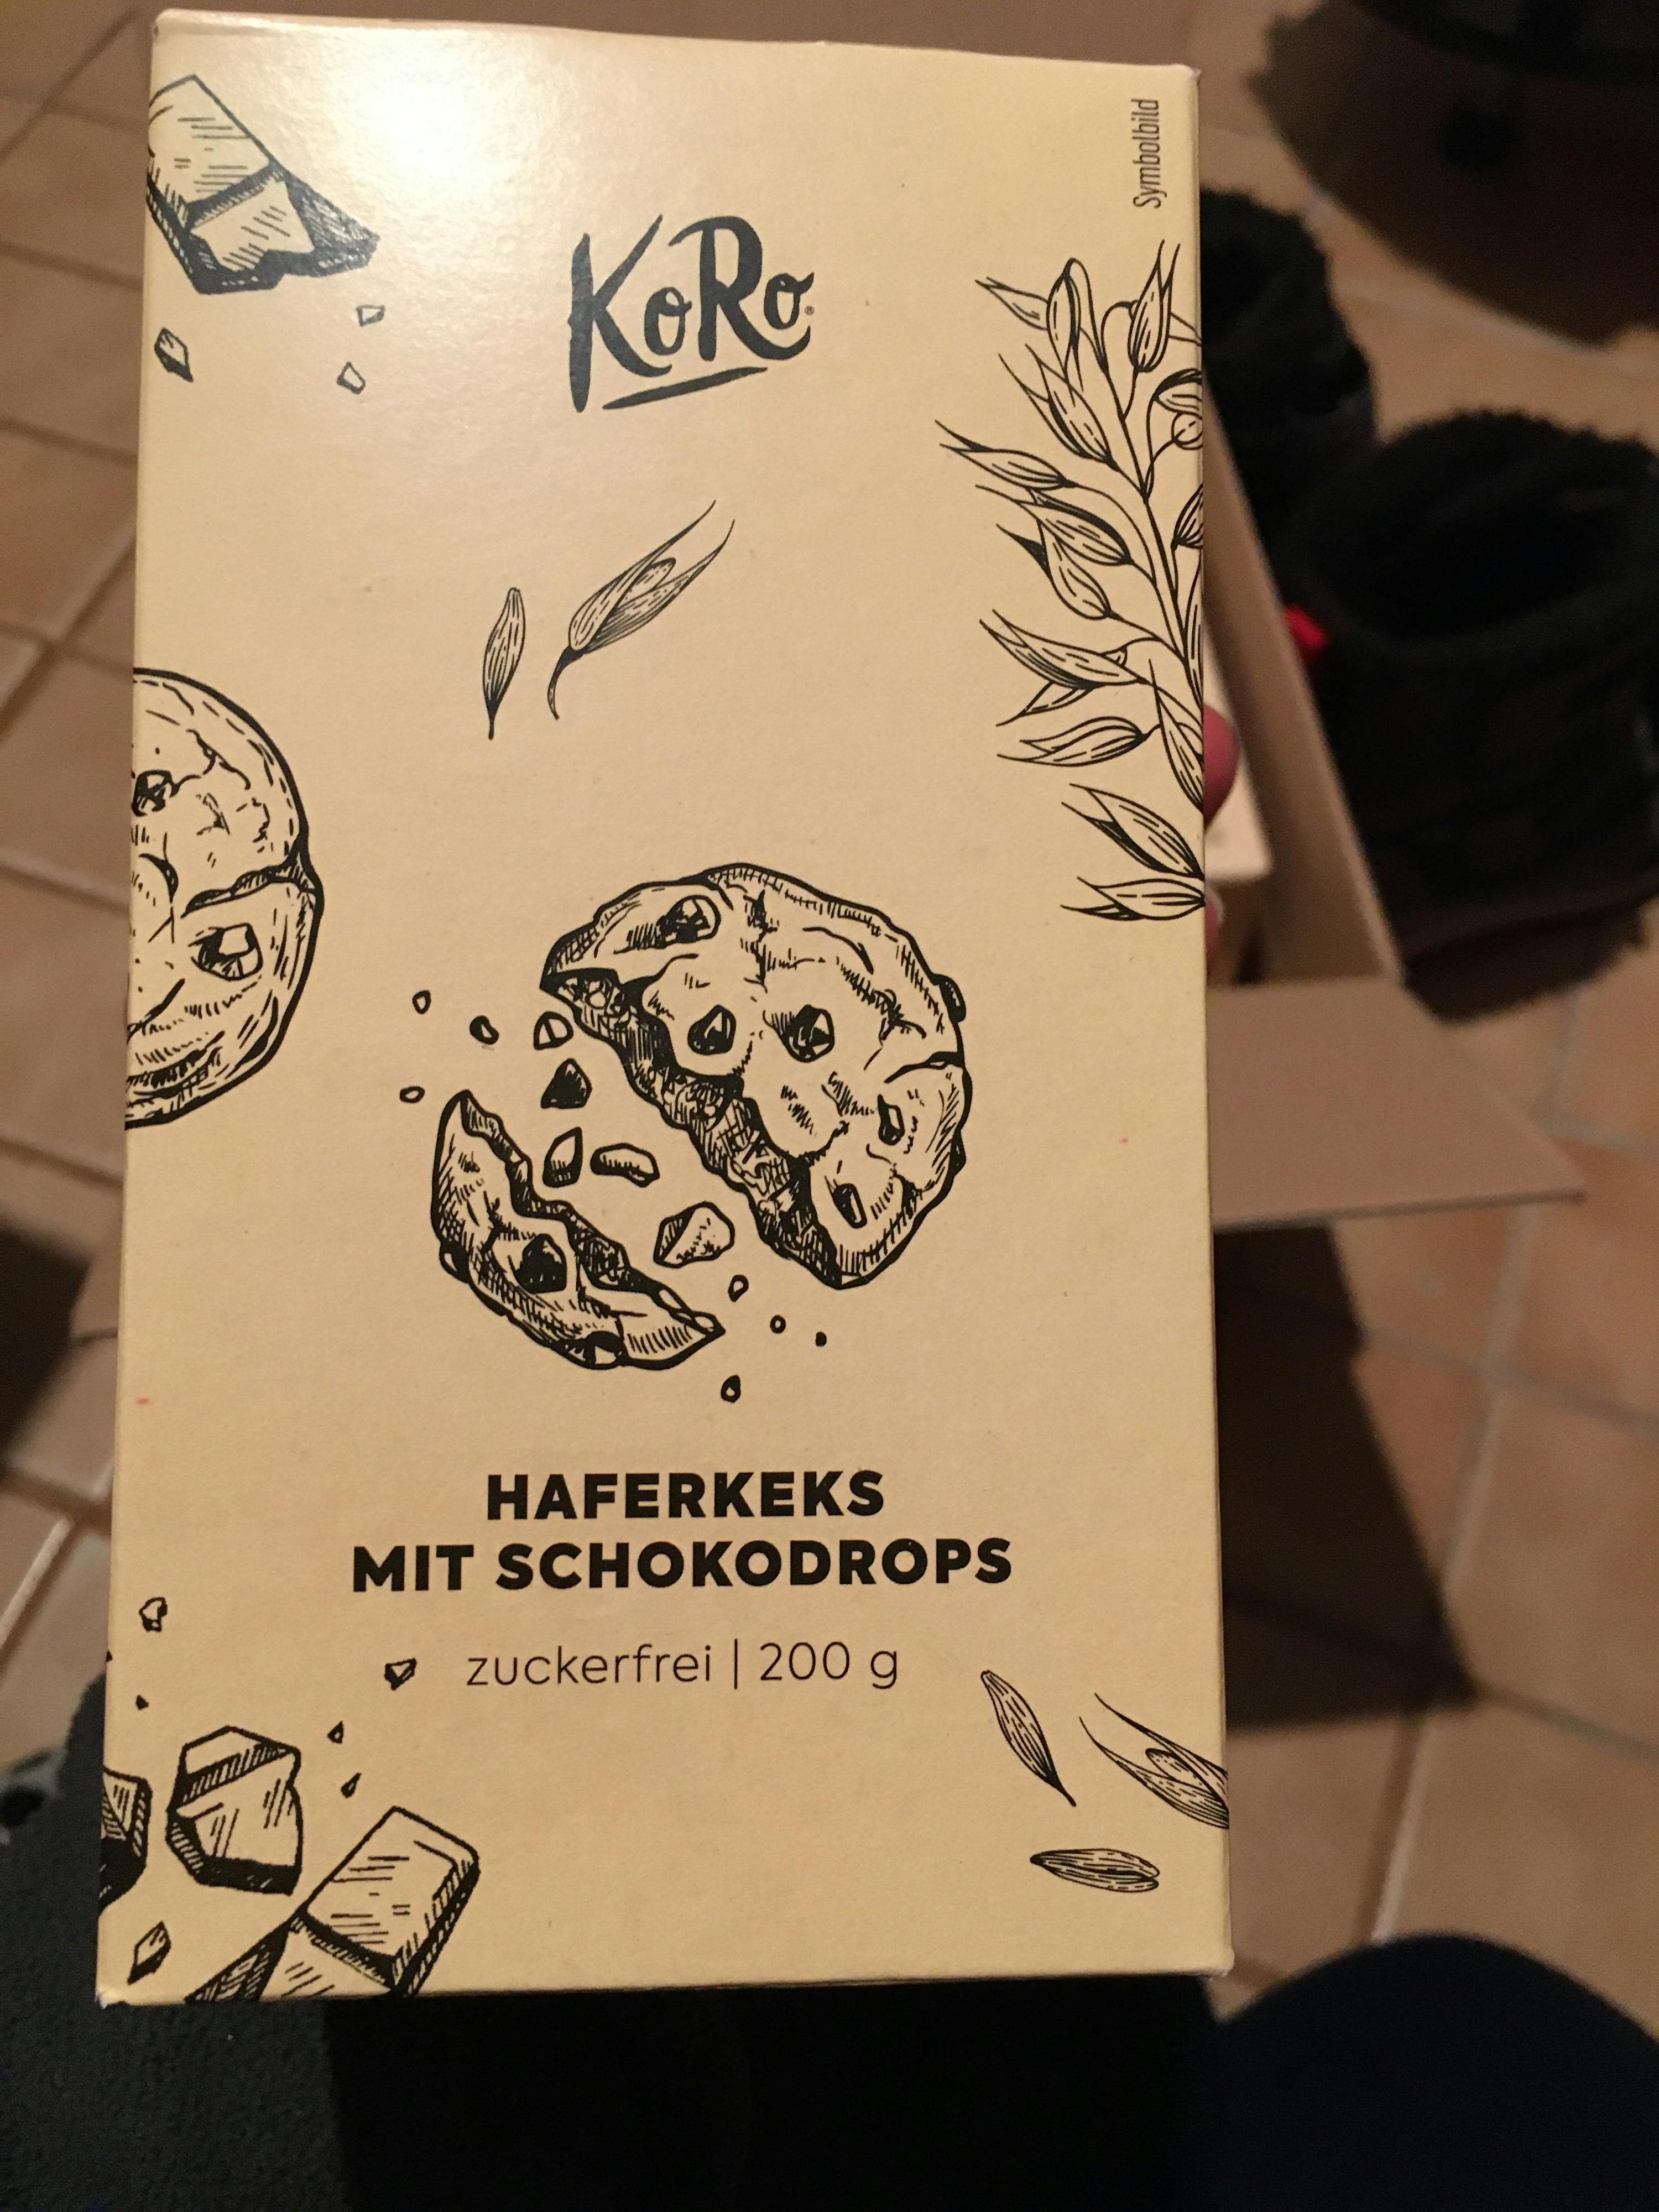 Symbolbild
KoRo
HAFERKEKS
MIT SCHOKODROPS
zuckerfrei | 200 g